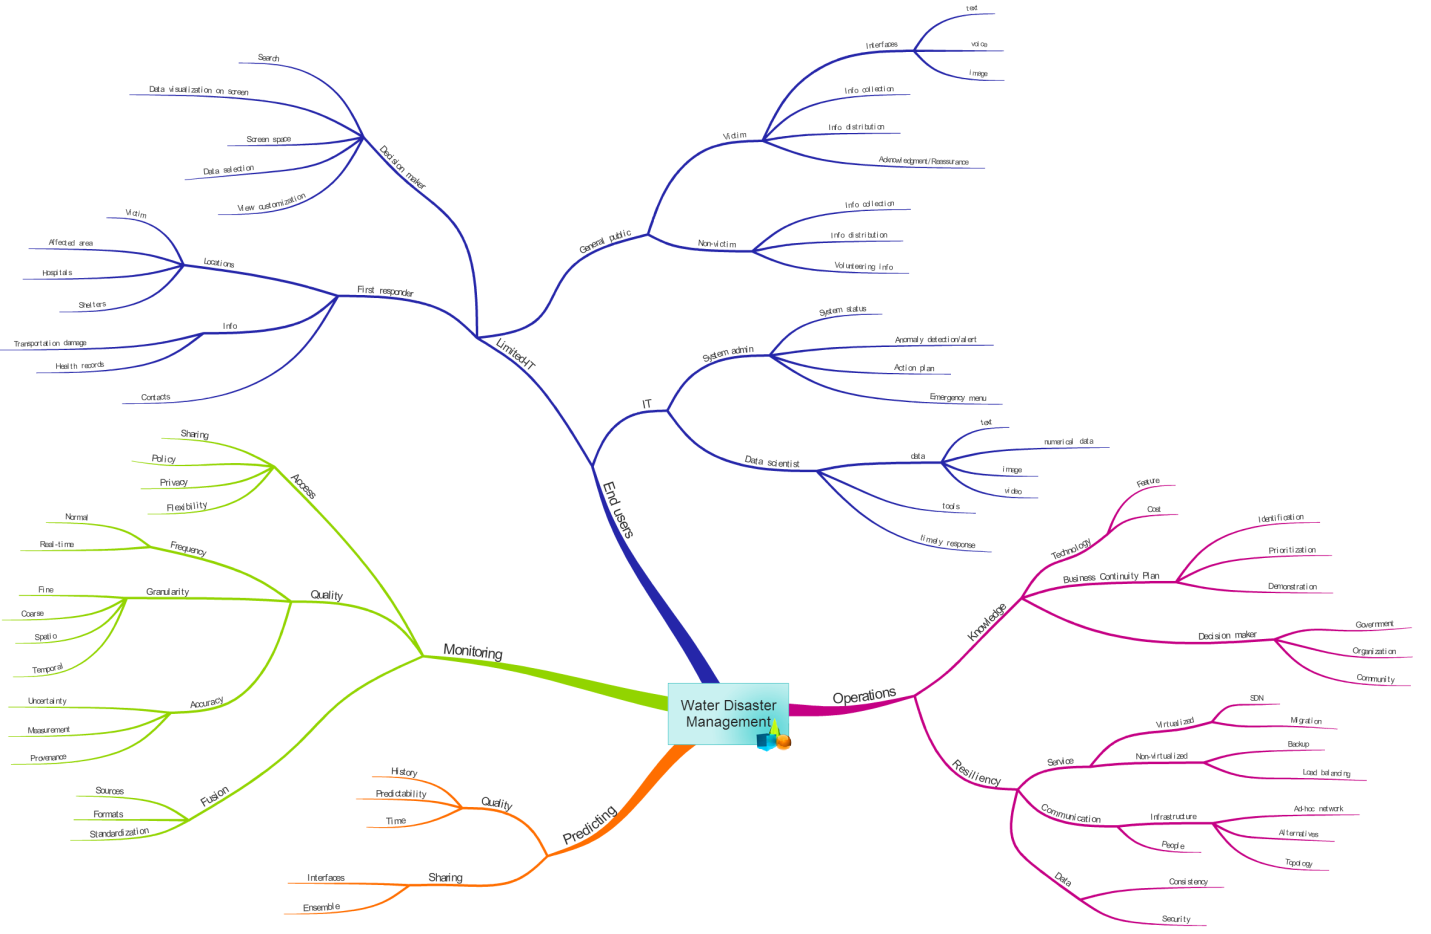 Water Disaster
Management
End users
Limited-IT
Decision maker
Search
Data visualization on screen
Screen space
Data selection
View customization
First responder
Locations
Victim
Affected area
Hospitals
Shelters
Info
Transportation damage
Health records
Contacts
General public
Victim
Interfaces
text
voice
image
Info collection
Info distribution
Acknowledgment/Reassurance
Non-victim
Info collection
Info distribution
Volunteering info
IT
System admin
System status
Anomaly detection/alert
Action plan
Emergency menu
Data scientist
data
text
numerical data
image
video
tools
timely response
Monitoring
Access
Sharing
Policy
Privacy
Flexibility
Quality
Frequency
Normal
Real-time
Granularity
Fine
Coarse
Spatio
Temporal
Accuracy
Uncertainty
Measurement
Provenance
Fusion
Sources
Formats
Standardization
Predicting
Quality
History
Predictability
Time
Sharing
Interfaces
Ensemble
Operations
Knowledge
Technology
Feature
Cost
Business Continuity Plan
Identification
Prioritization
Demonstration
Decision maker
Government
Organization
Community
Resiliency
Service
Virtualized
SDN
Migration
Non-virtualized
Backup
Load balancing
Communication
Infrastructure
Ad-hoc network
Alternatives
Topology
People
Data
Consistency
Security